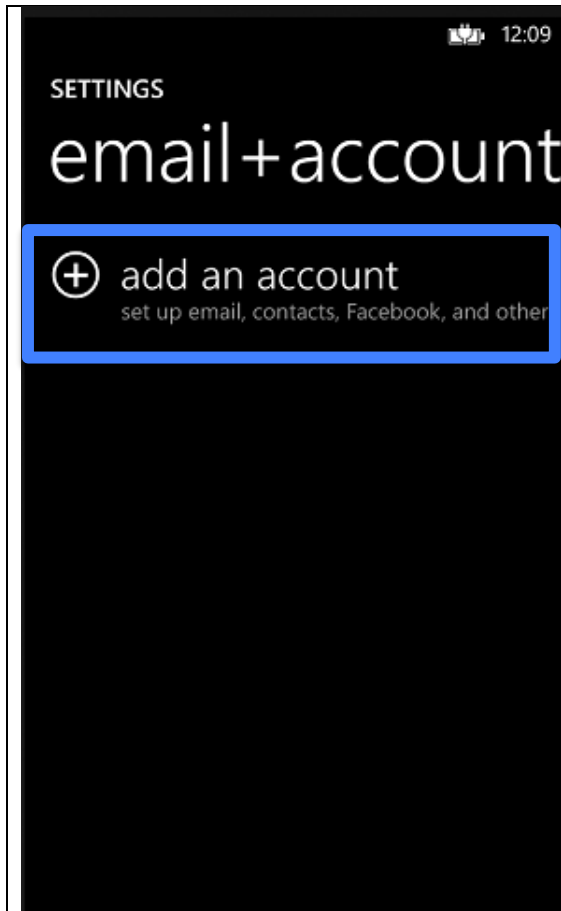 12:09
SETTINGS
email+account
add an account
set up email, contacts, Facebook, and other